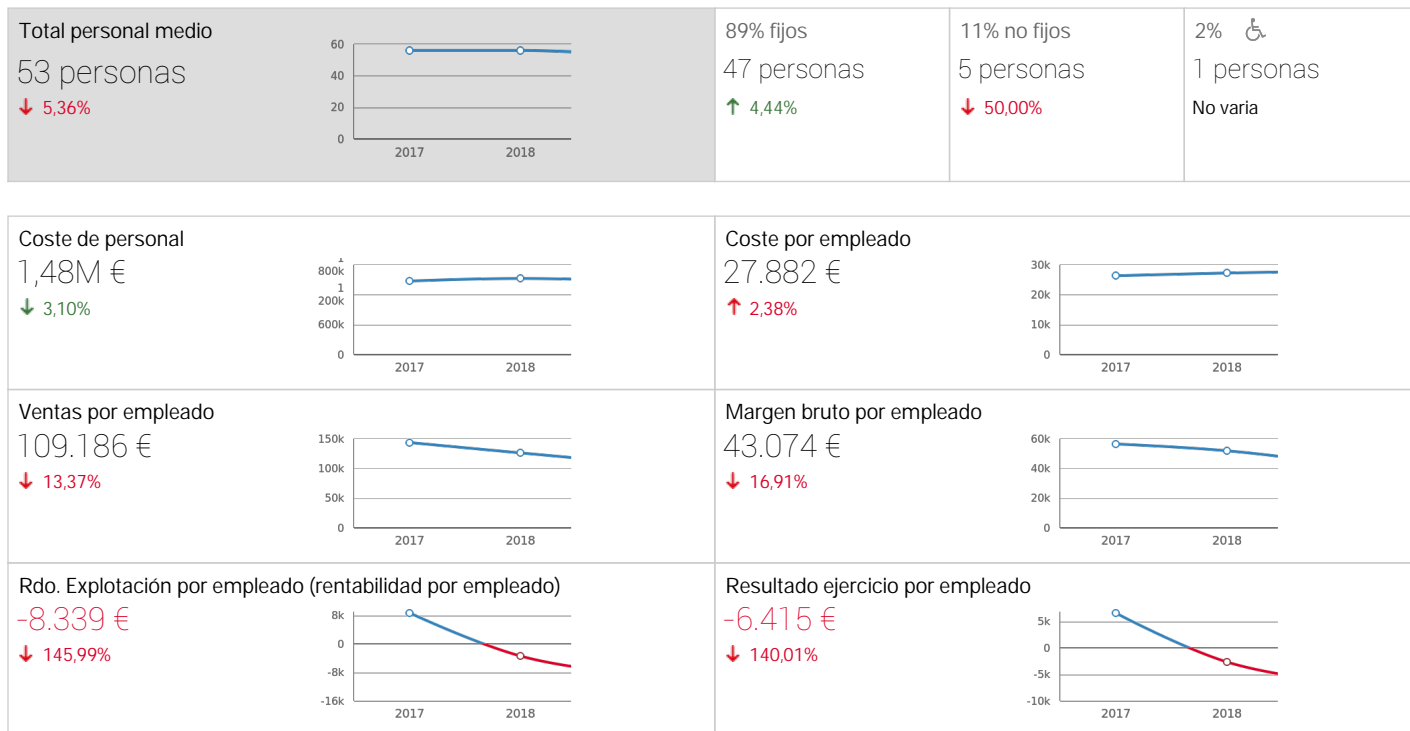 Total personal medio
53 personas
5,36%
60
40
20
0
2017 2018
89% fijos
47 personas
4,44%
11% no fijos
5 personas
50,00%
2%
1 personas
No varia
Coste de personal
1,48M €
3,10%
1
800k
1
200k
600k
0
2017 2018
Coste por empleado
27.882 €
2,38%
30k
20k
10k
0
2017 2018
Ventas por empleado
109.186 €
13,37%
150k
100k
50k
0
2017 2018
Margen bruto por empleado
43.074 €
16,91%
60k
40k
20k
0
2017 2018
Rdo. Explotación por empleado (rentabilidad por empleado)
-8.339 €
145,99%
8k
0
-8k
-16k
2017 2018
Resultado ejercicio por empleado
-6.415 €
140,01%
5k
0
-5k
-10k
2017 2018